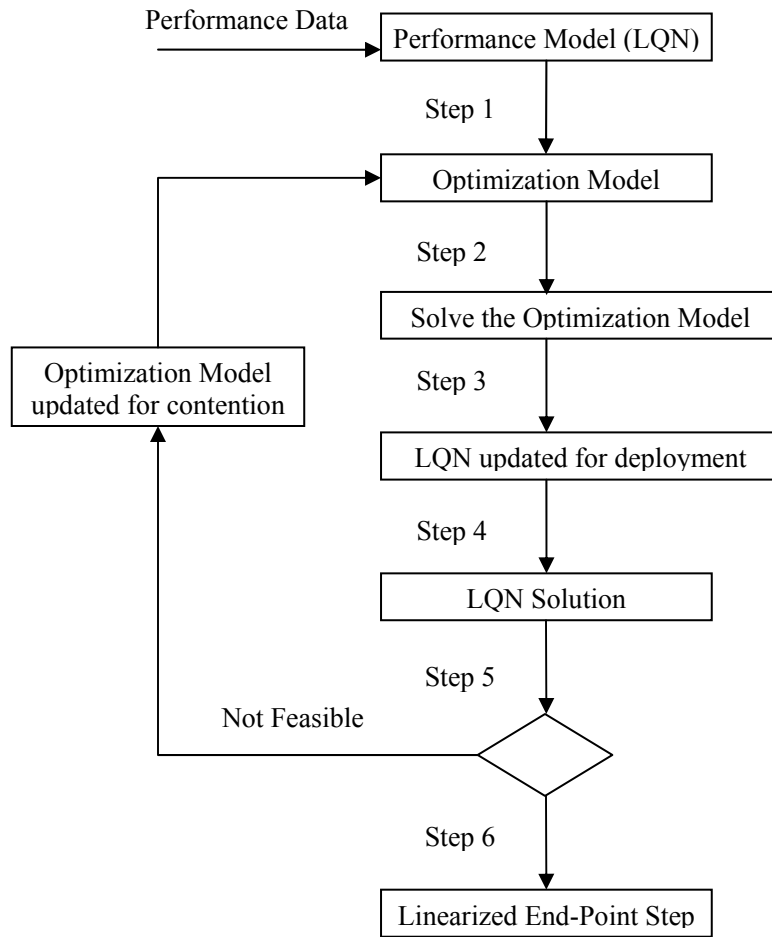 Performance Data
Performance Model (LQN)
Step 1
Optimization Model
Step 2
Solve the Optimization Model
Step 3
Optimization Model
updated for contention
LQN updated for deployment
Step 4
LQN Solution
Step 5
Not Feasible
Step 6
Linearized End-Point Step